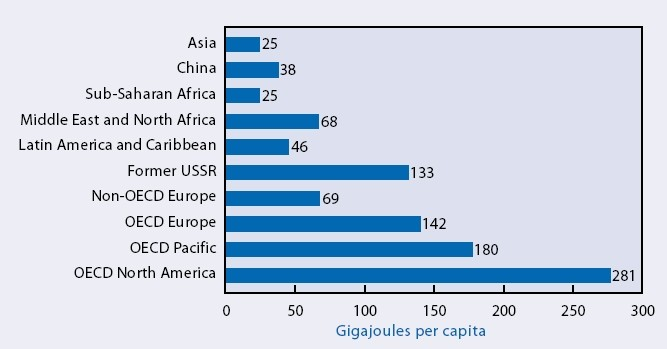 Asia 25
China 38
Sub-Saharan Africa 25
Middle East and North Africa 68
Latin America and Caribbean 46
Former USSR 133
Non-OECD Europe 69
OECD Europe 142
OECD Pacific 180
OECD North America 281
0 50 100 150 200 250 300
Gigajoules per capita